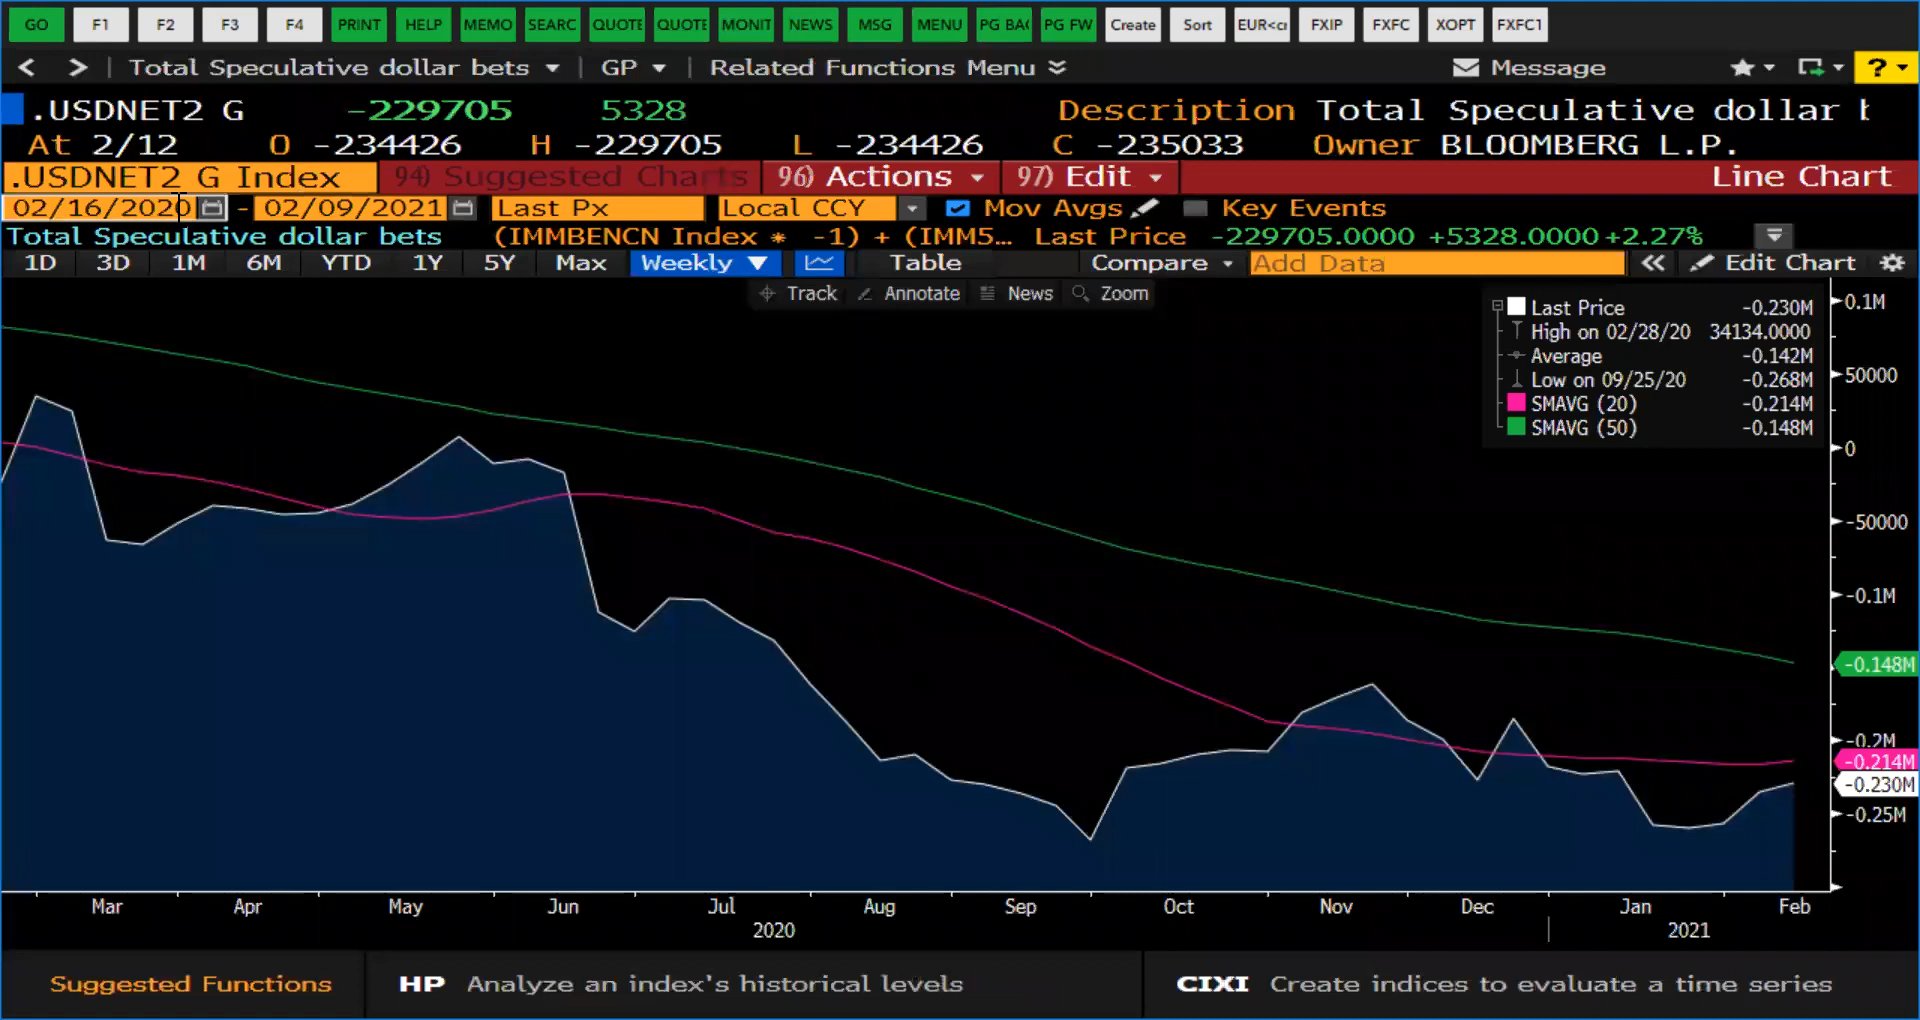 GO F1 F2 F3 F4 PRINT HELP MEMO SEARC QUOTE QUOTE MONIT NEWS MSG MENU PG BAC PG FW Create Sort EUR<cr FXIP FXFC XOPT FXFC1
< > Total Speculative dollar bets GP Related Functions Menu Message ?
.USDNET2 G -229705 5328 Description Total Speculative dollar
At 2/12 O -234426 H -229705 L -234426 C -235033 Owner BLOOMBERG L.P.
.USDNET2 G Index 94) Suggested Charts 96) Actions 97) Edit Line Chart
02/16/2020 - 02/09/2021 Last Px Local CCY Mov Avgs Key Events
Total Speculative dollar bets (IMMBENCN Index * -1) + (IMM5... Last Price -229705.0000 +5328.0000 +2.27%
1D 3D 1M 6M YTD 1Y 5Y Max Weekly ▼ Table Compare Add Data « Edit Chart
Track Annotate News Zoom
Last Price -0.230M
High on 02/28/20 34134.0000
Average -0.142M
Low on 09/25/20 -0.268M
SMAVG (20) -0.214M
SMAVG (50) -0.148M
0.1M
50000
0
-50000
-0.1M
-0.148M
-0.2M
-0.214M
-0.230M
-0.25M
Mar Apr May Jun Jul Aug Sep Oct Nov Dec Jan Feb
2020 2021
Suggested Functions HP Analyze an index's historical levels CIXI Create indices to evaluate a time series